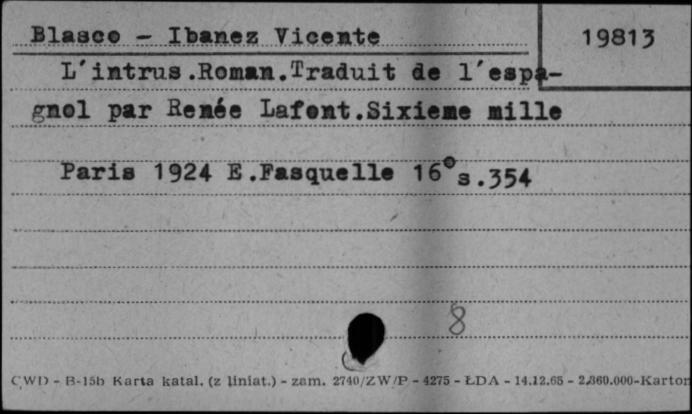 Blasco - Ibanez Vicente
19813
L'intrus.Roman.Traduit de l'espa-
gnol par Renée Lafont.Sixieme mille
Paris 1924 E.Fasquelle 16° s.354
8
CWD - B-15b Karta katal. (z liniat.) - zam. 2740/ZW/P - 4275 - ŁDA - 14.12.65 - 2.860.000-Karton